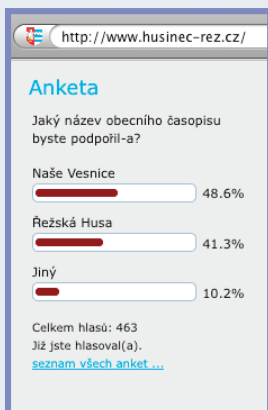 http://www.husinec-rez.cz/
Anketa
Jaký název obecního časopisu
byste podpořil-a?
Naše Vesnice
48.6%
Řežská Husa
41.3%
Jiný
10.2%
Celkem hlasů: 463
Již jste hlasoval(a).
seznam všech anket ...